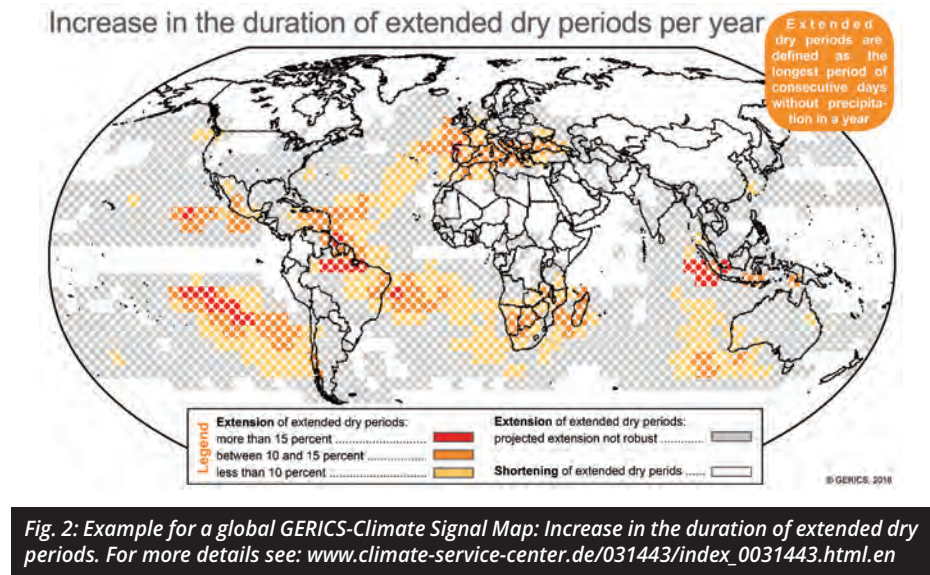 Increase in the duration of extended dry periods per year
Extended
dry periods are
defined as the
longest period of
consecutive days
without precipita-
tion in a year
Legend
Extension of extended dry periods:
more than 15 percent
between 10 and 15 percent
less than 10 percent
Extension of extended dry periods:
projected extension not robust
Shortening of extended dry perids
© GERICS, 2016
Fig. 2: Example for a global GERICS-Climate Signal Map: Increase in the duration of extended dry
periods. For more details see: www.climate-service-center.de/031443/index_0031443.html.en